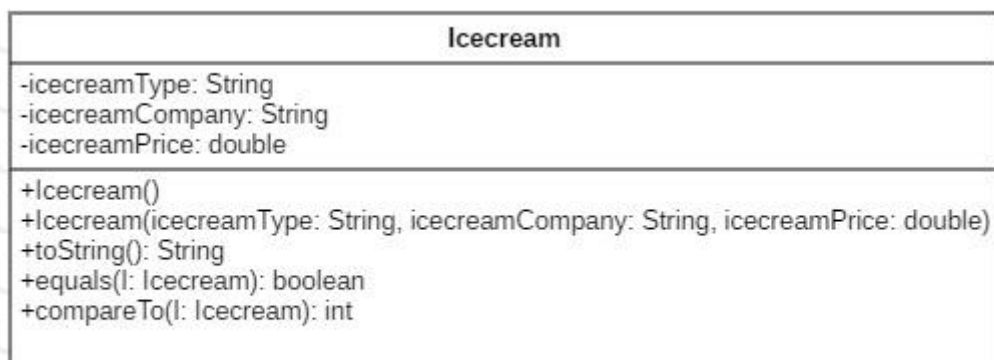 Icecream
-icecreamType: String
-icecreamCompany: String
-icecreamPrice: double
+Icecream()
+Icecream(icecreamType: String, icecreamCompany: String, icecreamPrice: double)
+toString(): String
+equals(I: Icecream): boolean
+compareTo(I: Icecream): int